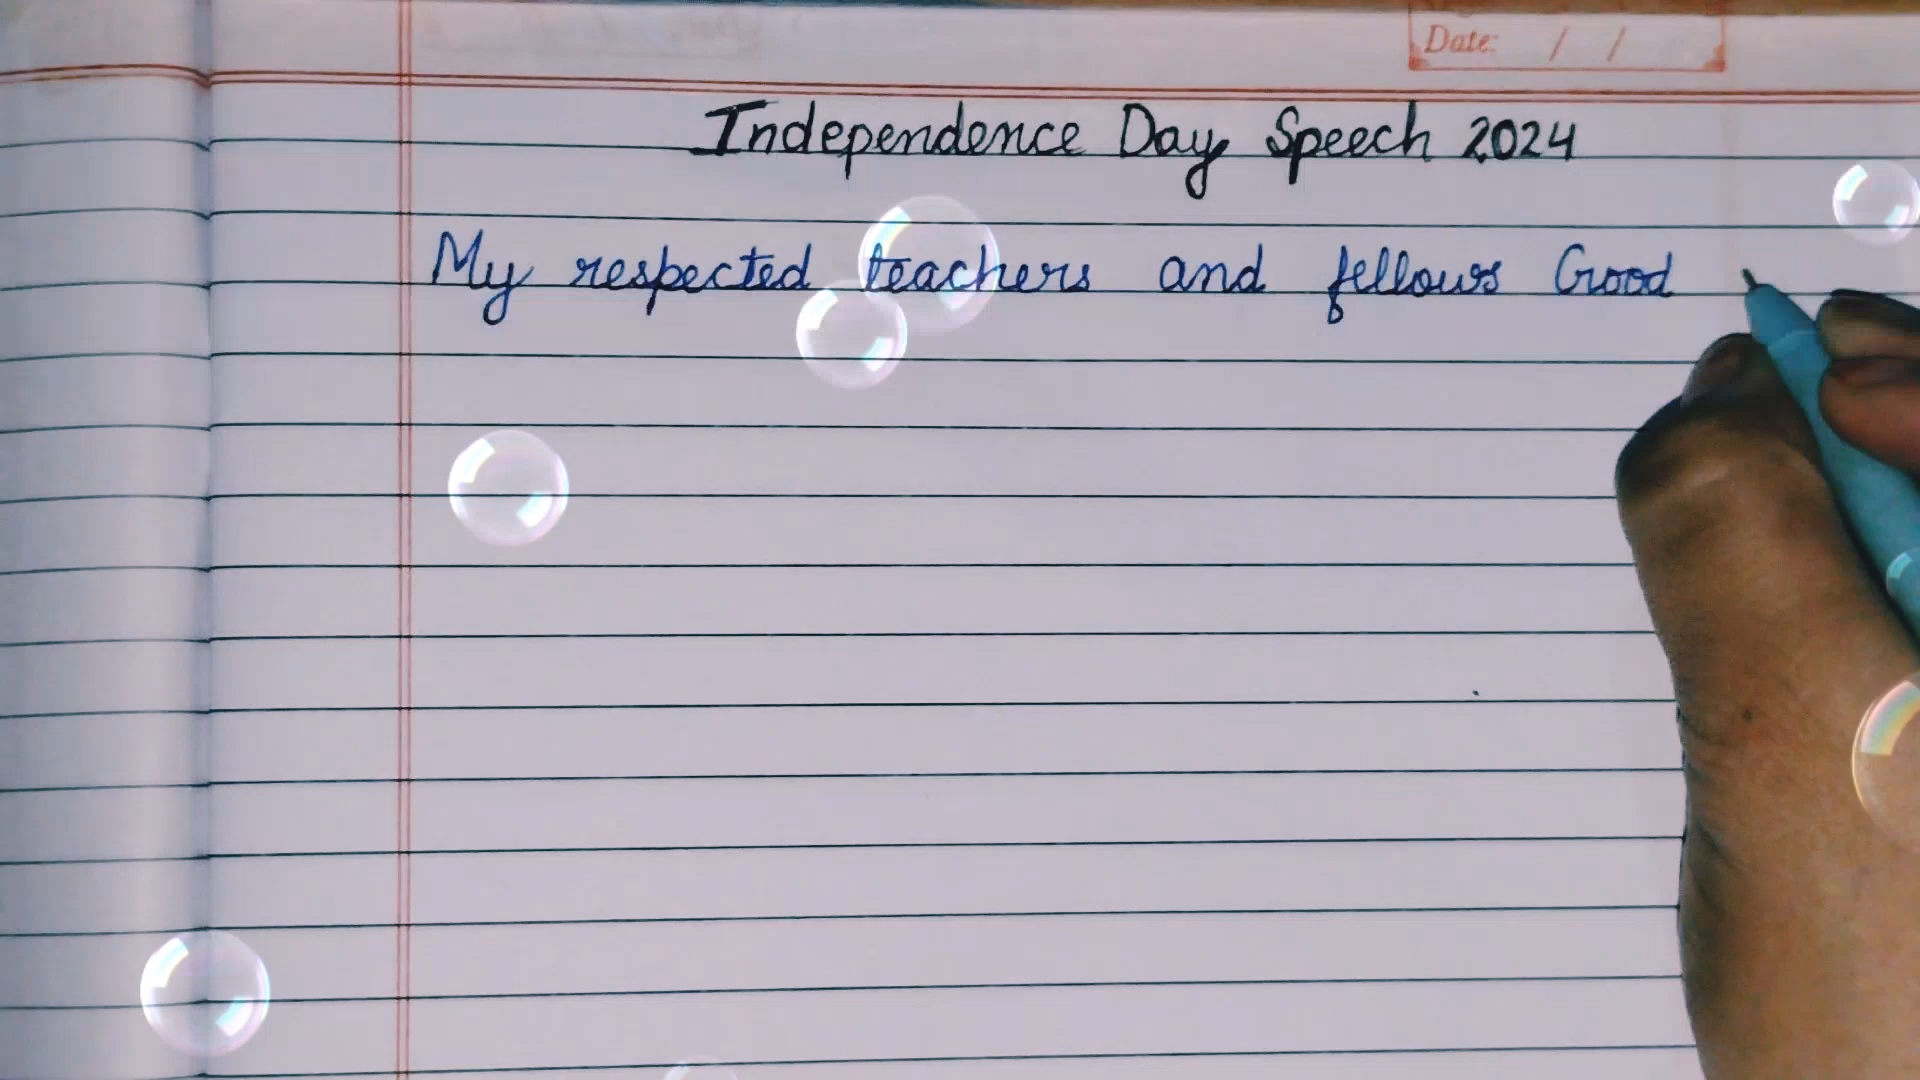 Date: / /
Independence Day Speech 2024
My respected teachers and fellows Good